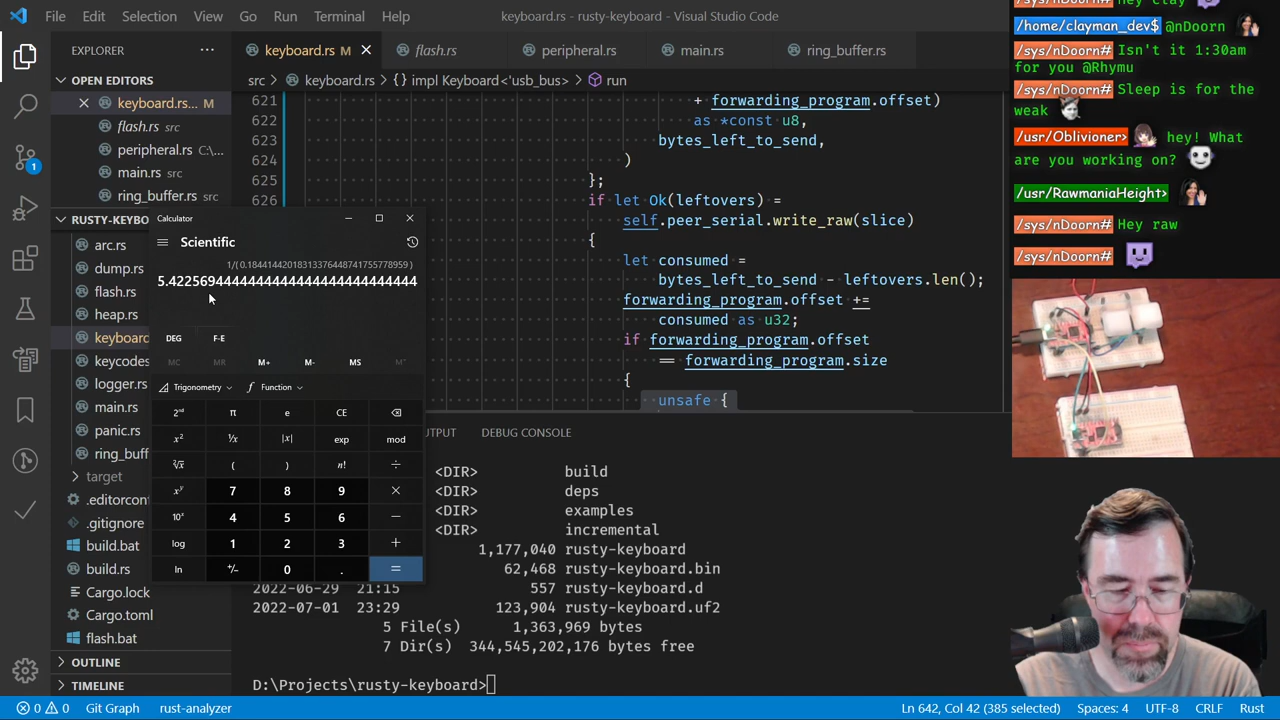 File Edit Selection View Go Run Terminal Help keyboard.rs - rusty-keyboard - Visual Studio Code
EXPLORER
OPEN EDITORS
keyboard.rs... M
flash.rs src
peripheral.rs C:\...
main.rs src
ring_buffer.rs
1
RUSTY-KEYBO
arc.rs
dump.rs
flash.rs
heap.rs
keyboard
keycodes
logger.rs
main.rs
panic.rs
ring_buff
target
.editorconf
.gitignore
build.bat
build.rs
Cargo.lock
Cargo.toml
flash.bat
OUTLINE
TIMELINE
keyboard.rs M
flash.rs
peripheral.rs
main.rs
ring_buffer.rs
src
impl Keyboard<'usb_bus>
run
621 + forwarding_program.offset)
622 as *const u8,
623 bytes_left_to_send,
624 )
625 };
626 if let Ok(leftovers) =
self.peer_serial.write_raw(slice)
{
let consumed =
bytes_left_to_send - leftovers.len();
forwarding_program.offset +=
consumed as u32;
if forwarding_program.offset
== forwarding_program.size
{
unsafe {
Calculator
Scientific
DEG
F-E
MC MR M+ M- MS
Trigonometry Function
2ⁿᵈ π e CE
x² ¹/x |x| exp mod
( ) n! ÷
xʸ 7 8 9 ×
10ˣ 4 5 6 −
log 1 2 3 +
ln +/− 0 . =
UTPUT DEBUG CONSOLE
<DIR> build
<DIR> deps
<DIR> examples
<DIR> incremental
1,177,040 rusty-keyboard
62,468 rusty-keyboard.bin
2022-06-29 21:15 557 rusty-keyboard.d
2022-07-01 23:29 123,904 rusty-keyboard.uf2
5 File(s) 1,363,969 bytes
7 Dir(s) 344,545,202,176 bytes free
D:\Projects\rusty-keyboard>
/home/clayman_dev$ @nDoorn
/sys/nDoorn# Isn't it 1:30am
for you @Rhymu
/sys/nDoorn# Sleep is for the
weak
/usr/Oblivioner> hey! What
are you working on?
/usr/RawmaniaHeight>
/sys/nDoorn# Hey raw
/sys/nDoorn#
0 0 Git Graph rust-analyzer Ln 642, Col 42 (385 selected) Spaces: 4 UTF-8 CRLF Rust